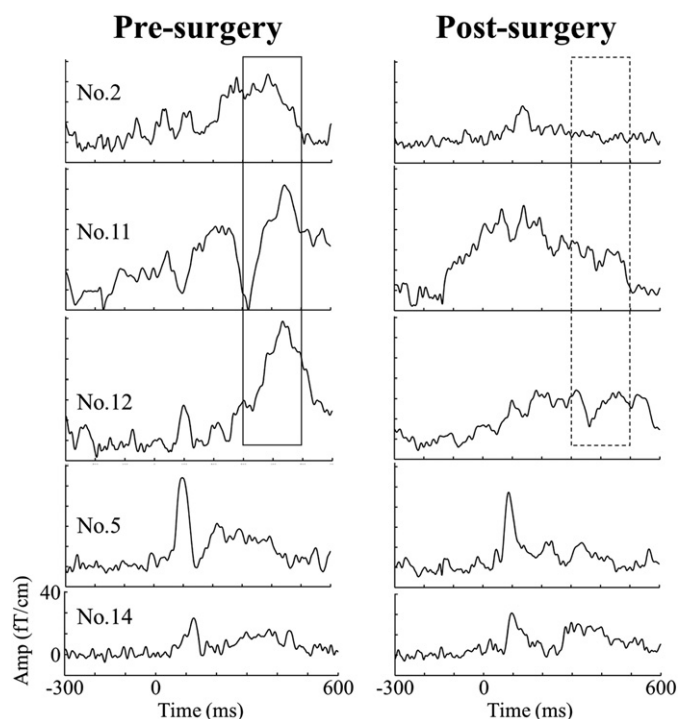 Pre-surgery Post-surgery
No.2
No.11
No.12
No.5
No.14
40
0
Amp (fT/cm)
-300 0 600 -300 0 600
Time (ms) Time (ms)